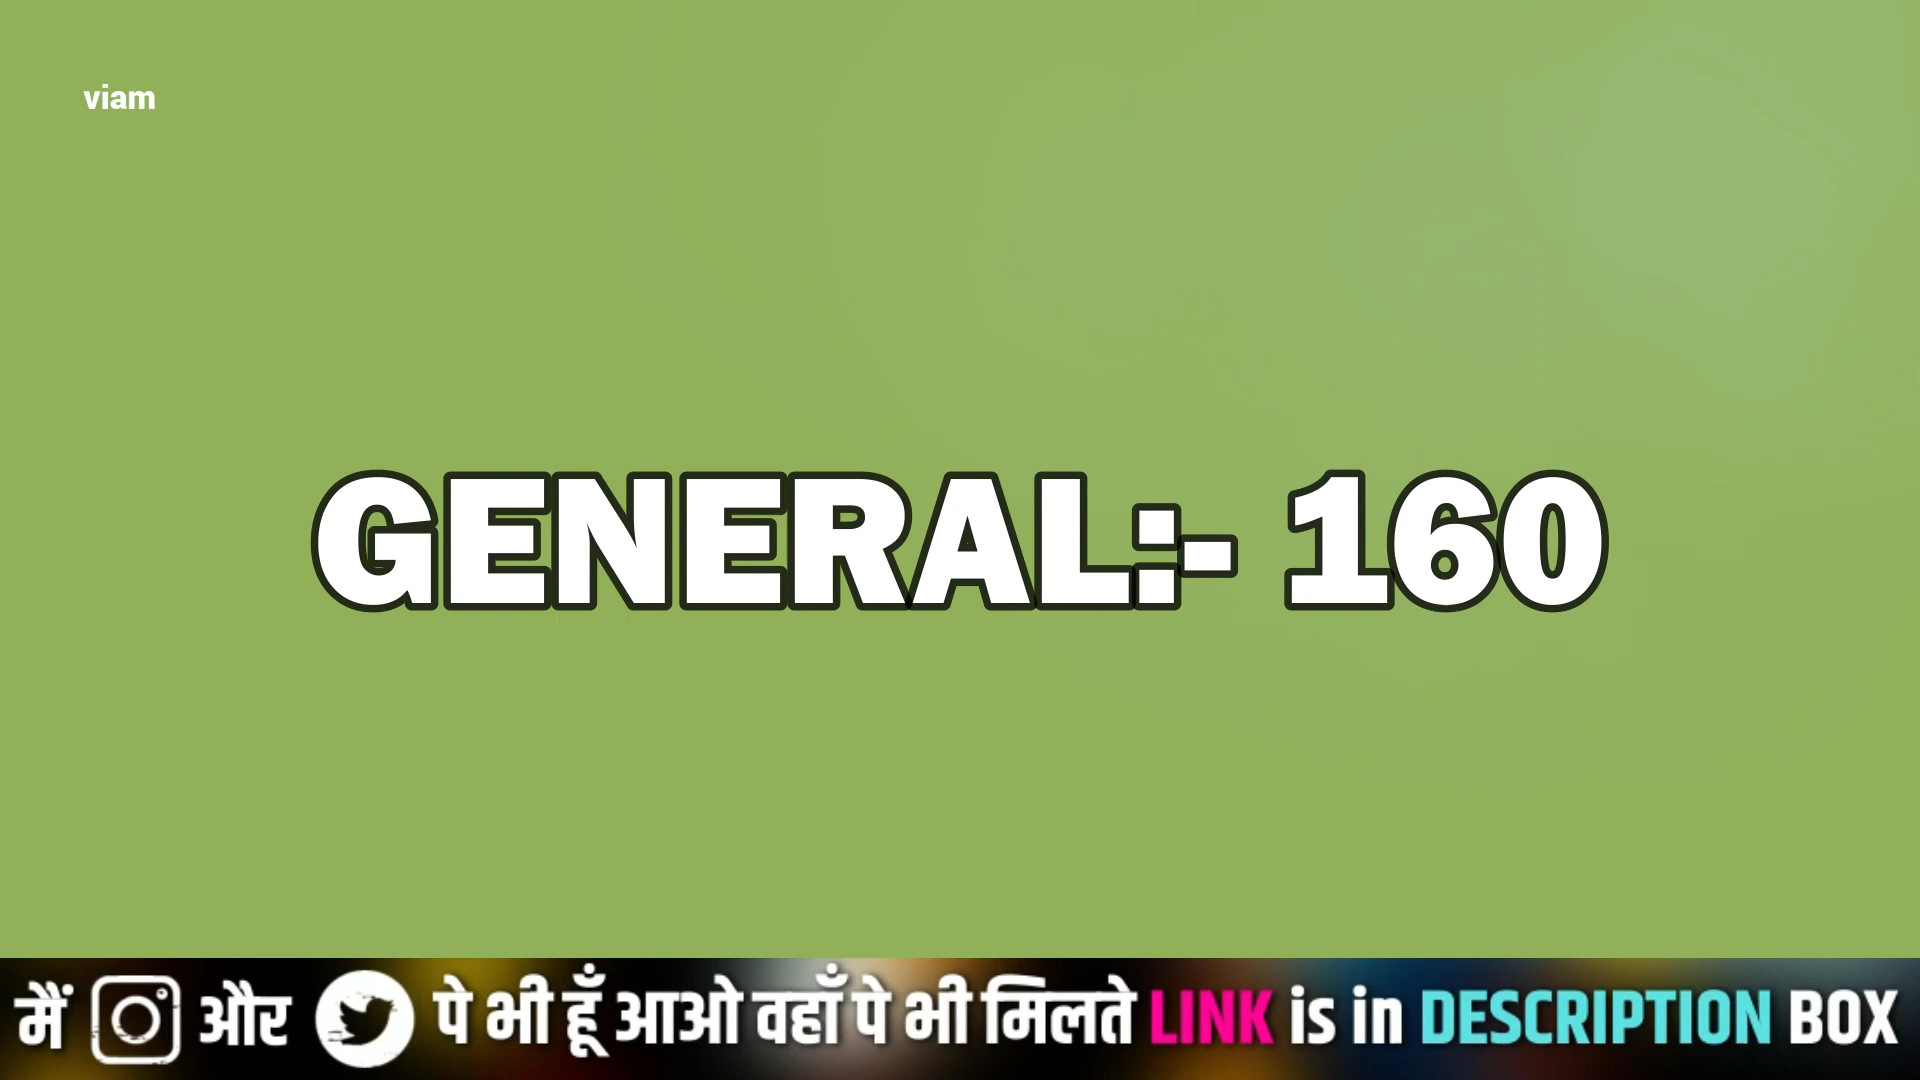 viam
GENERAL:- 160
मैं और पे भी हूँ आओ वहाँ पे भी मिलते LINK is in DESCRIPTION BOX